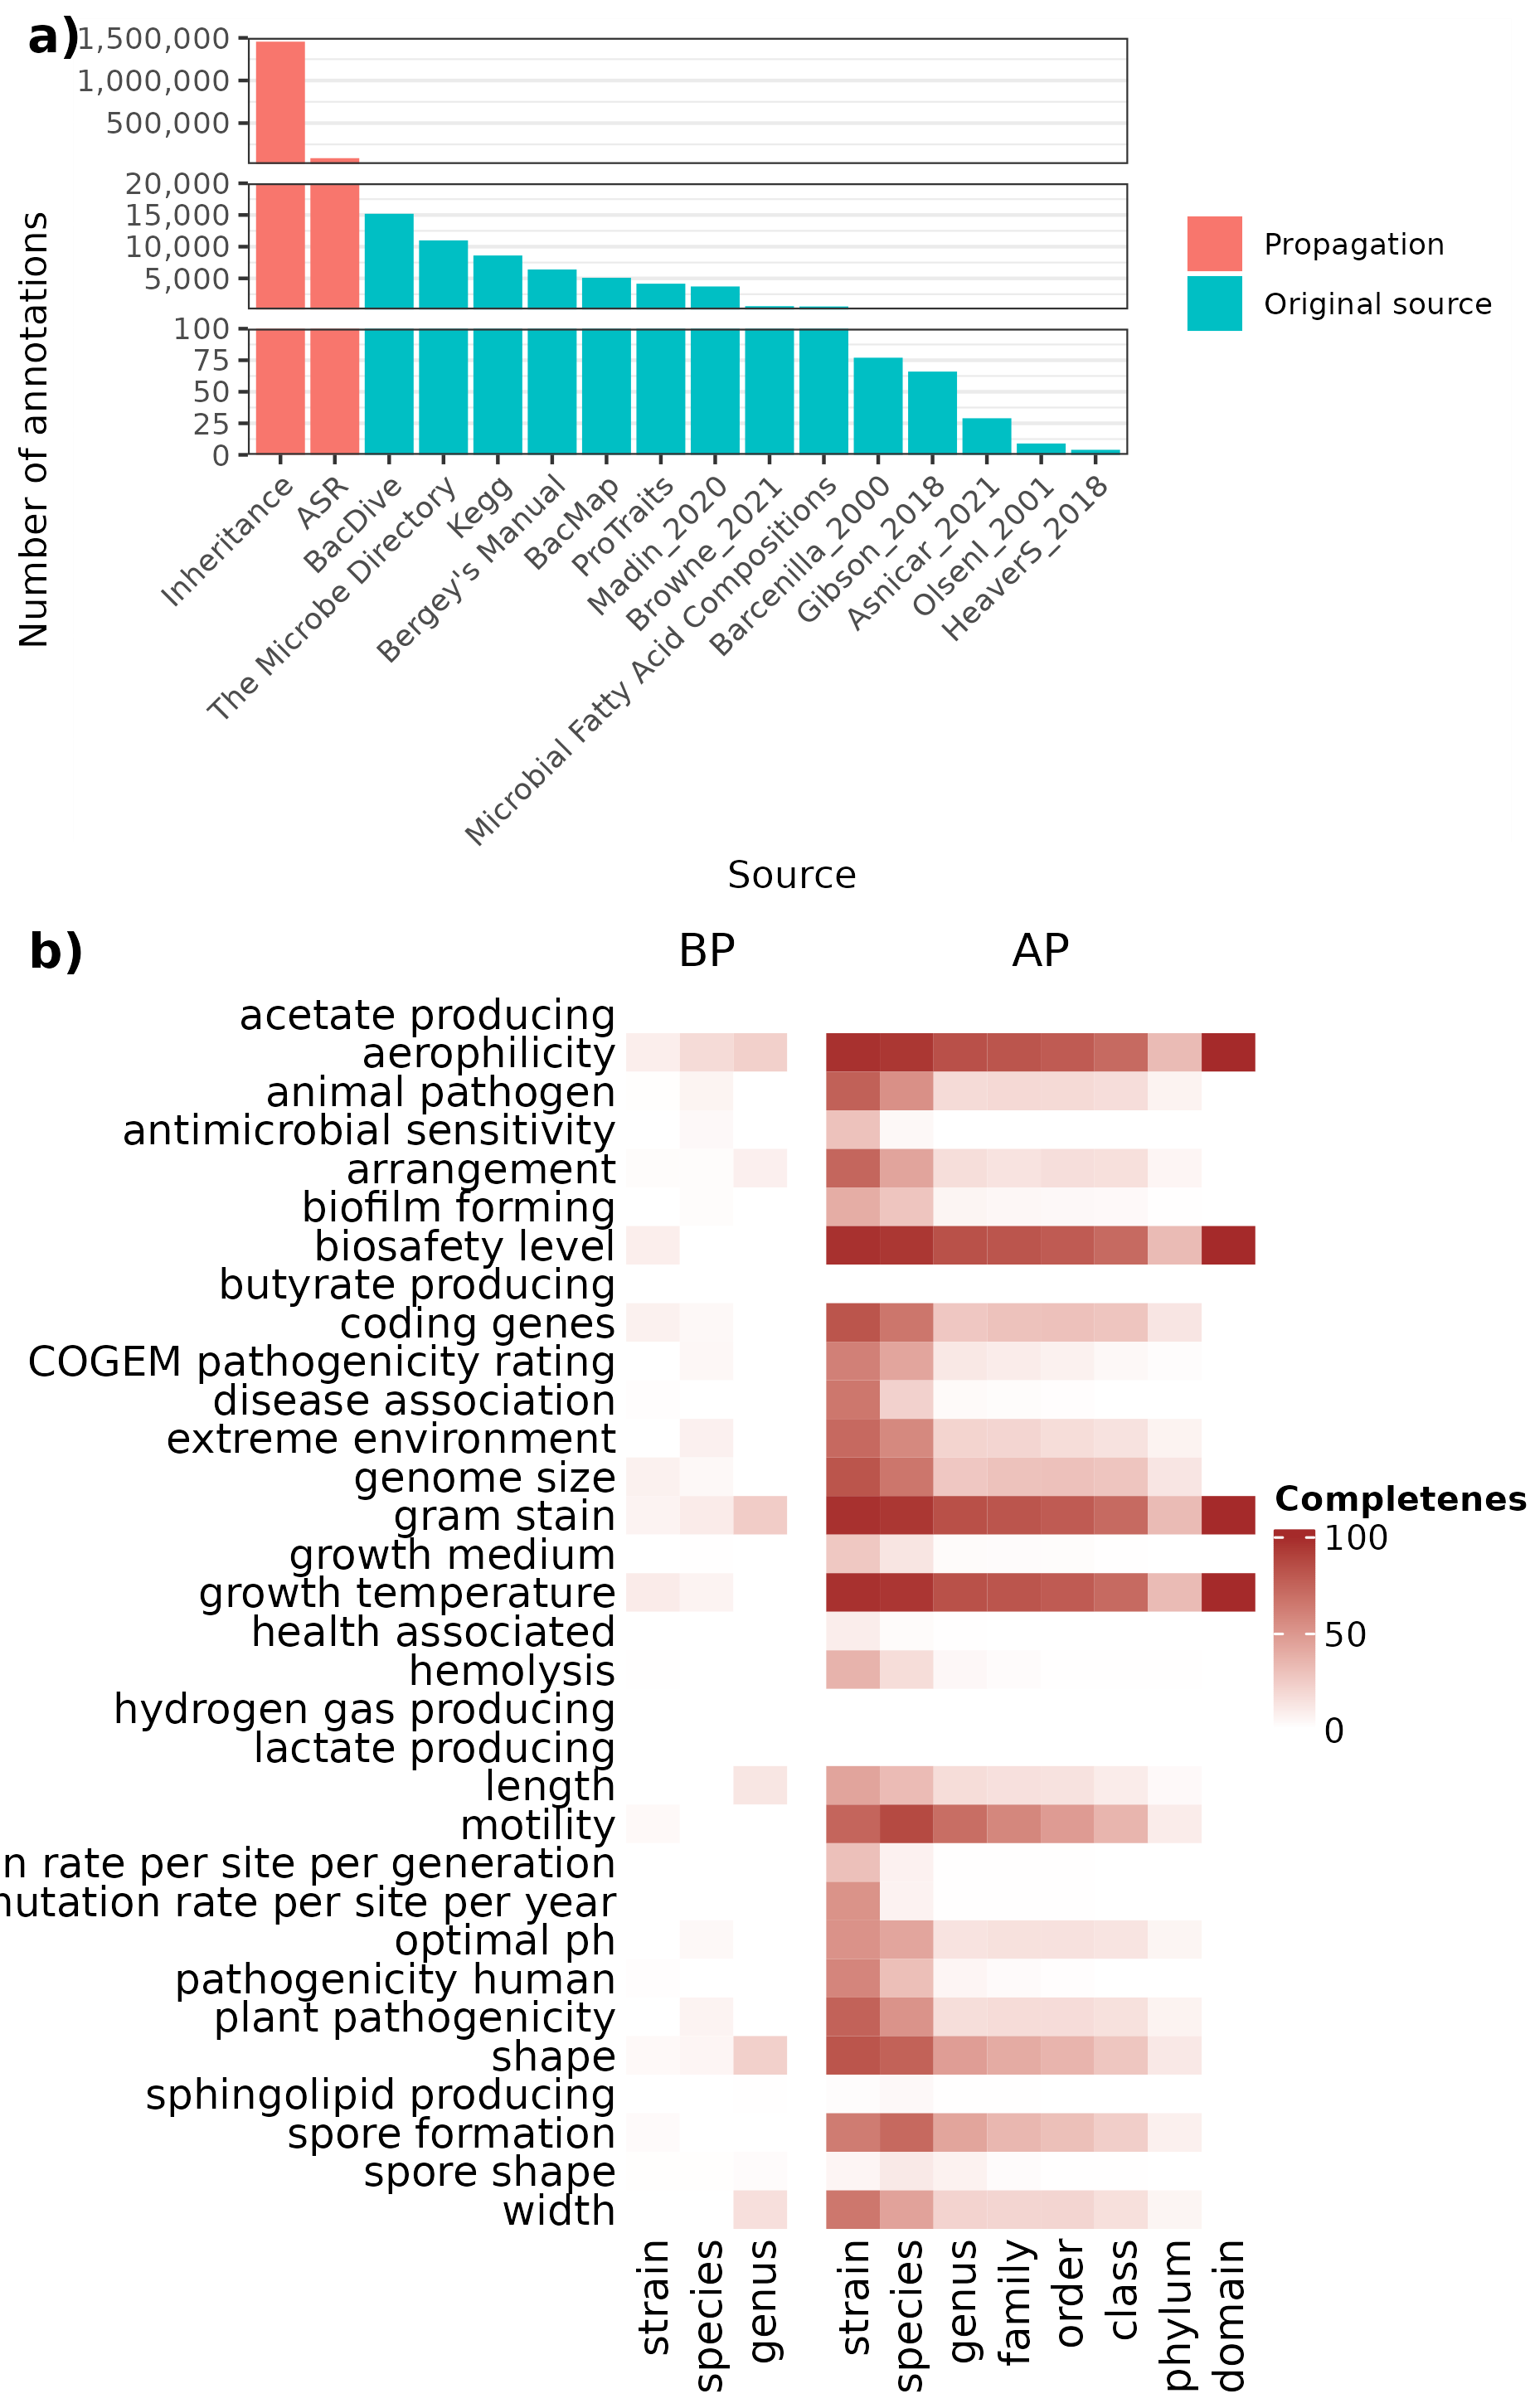 a)
1,500,000
1,000,000
500,000
20,000
15,000
10,000
5,000
100
75
50
25
0
Number of annotations
Propagation
Original source
Inheritance
ASR
BacDive
The Microbe Directory
Kegg
Bergey's Manual
BacMap
ProTraits
Madin_2020
Browne_2021
Microbial Fatty Acid Compositions
Barcenilla_2000
Gibson_2018
Asnicar_2021
OlsenI_2001
HeaverS_2018
Source
b)
BP
AP
acetate producing
aerophilicity
animal pathogen
antimicrobial sensitivity
arrangement
biofilm forming
biosafety level
butyrate producing
coding genes
COGEM pathogenicity rating
disease association
extreme environment
genome size
gram stain
growth medium
growth temperature
health associated
hemolysis
hydrogen gas producing
lactate producing
length
motility
n rate per site per generation
mutation rate per site per year
optimal ph
pathogenicity human
plant pathogenicity
shape
sphingolipid producing
spore formation
spore shape
width
Completenes
100
50
0
strain
species
genus
strain
species
genus
family
order
class
phylum
domain